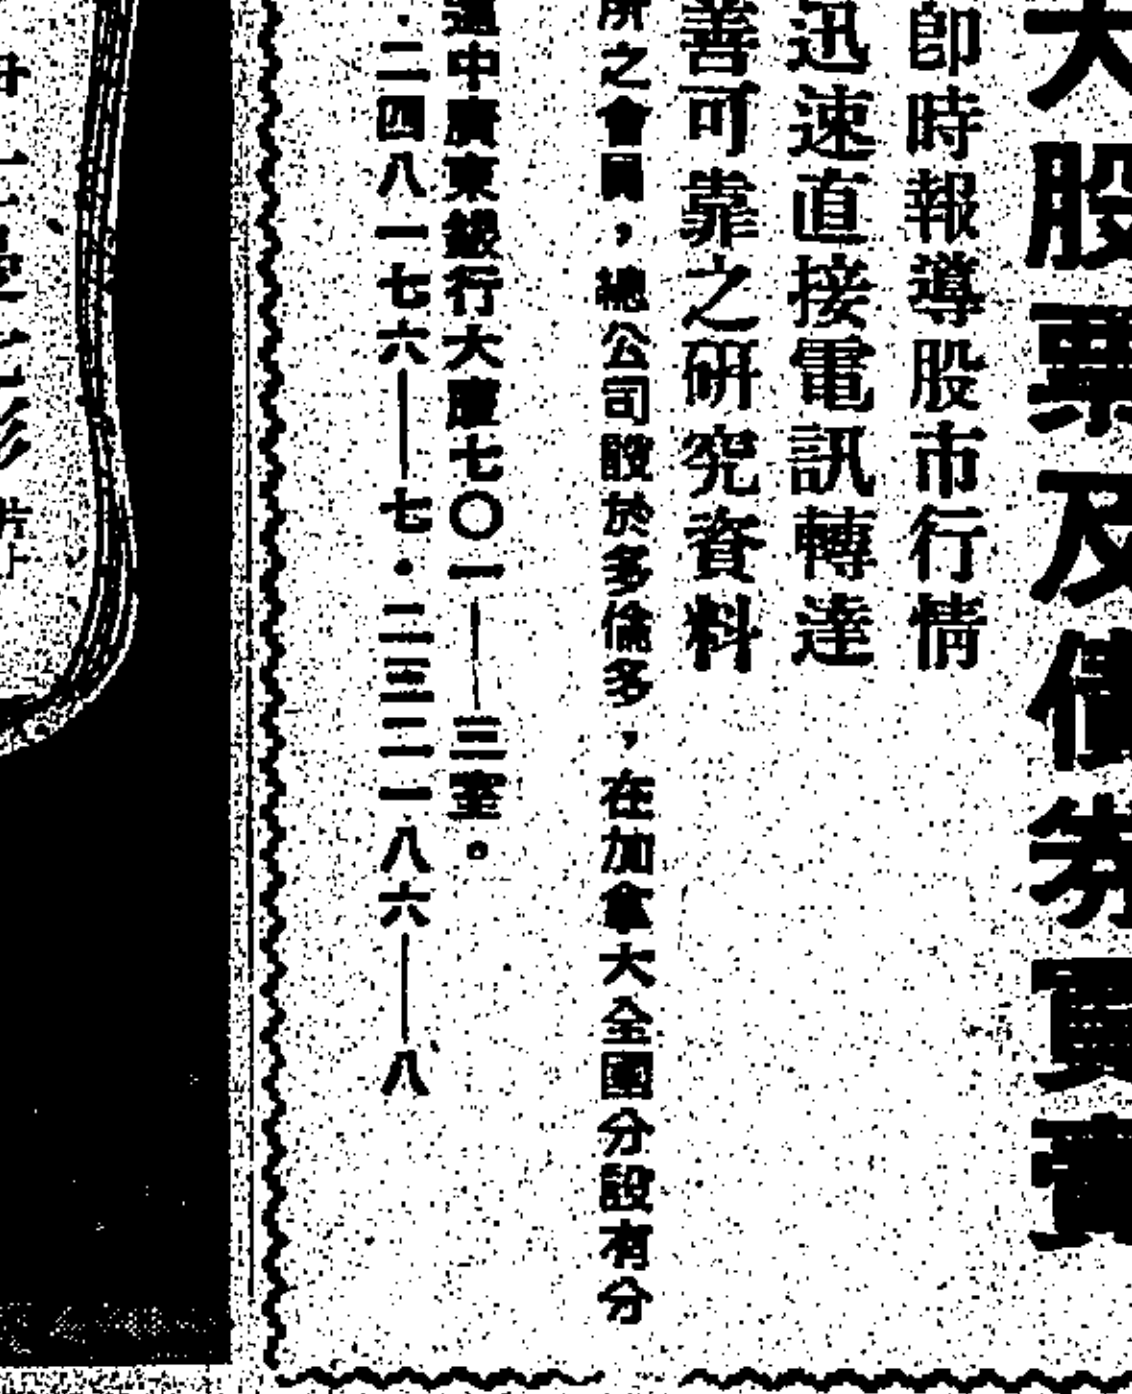 大股票及債券買賣
即時報導股市行情
迅速直接電訊轉達
善可靠之研究資料
所之會員，總公司設於多倫多，在加拿大全國分設有分
道中廣東銀行大廈七〇一——三室。
·二四八一七六——七·二三二一八六——八